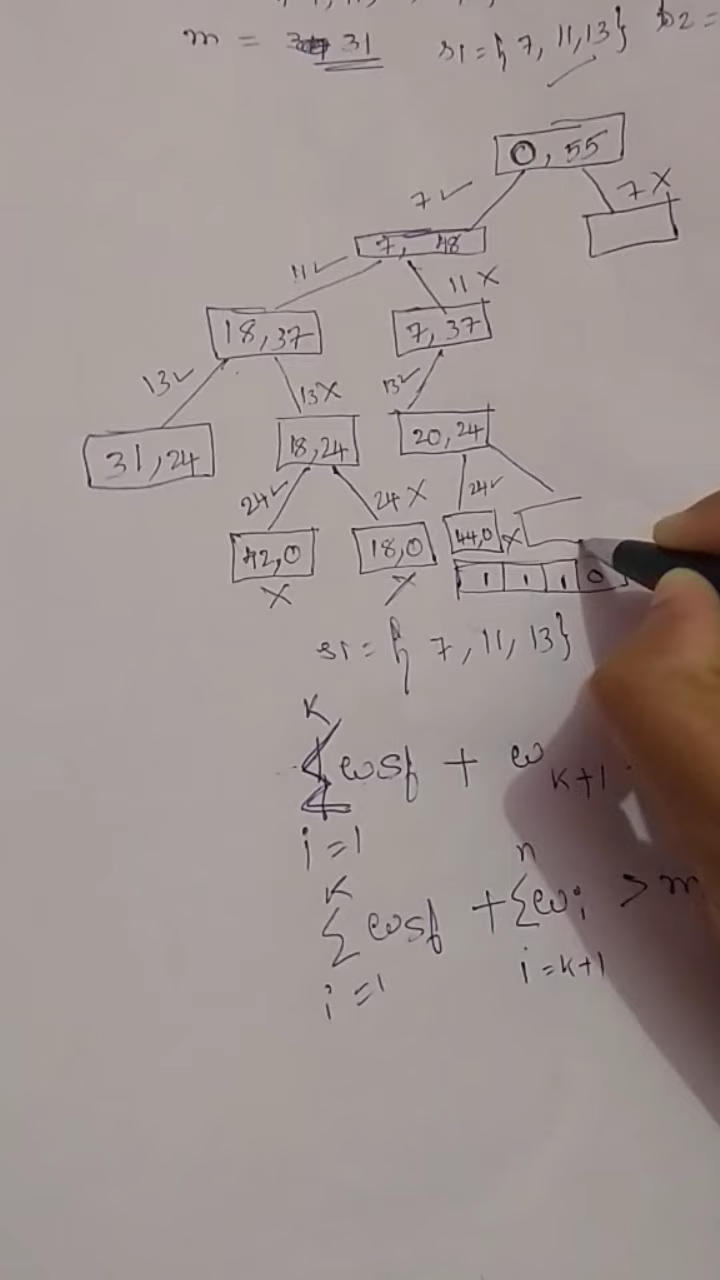 m = 31 s1 = { 7, 11, 13} s2 =
0, 55
7 ✓ 7 X
7, 48
11 ✓ 11 X
18, 37 7, 37
13 ✓ 13 X 13 ✓
31, 24 18, 24 20, 24
24 ✓ 24 X 24 ✓
42, 0 18, 0 44, 0 X
X X 1 1 1 0
s1 = { 7, 11, 13}
K
Σ wsf + w K+1
i = 1
K n
Σ wsf + Σ wi > m
i = 1 i = K+1